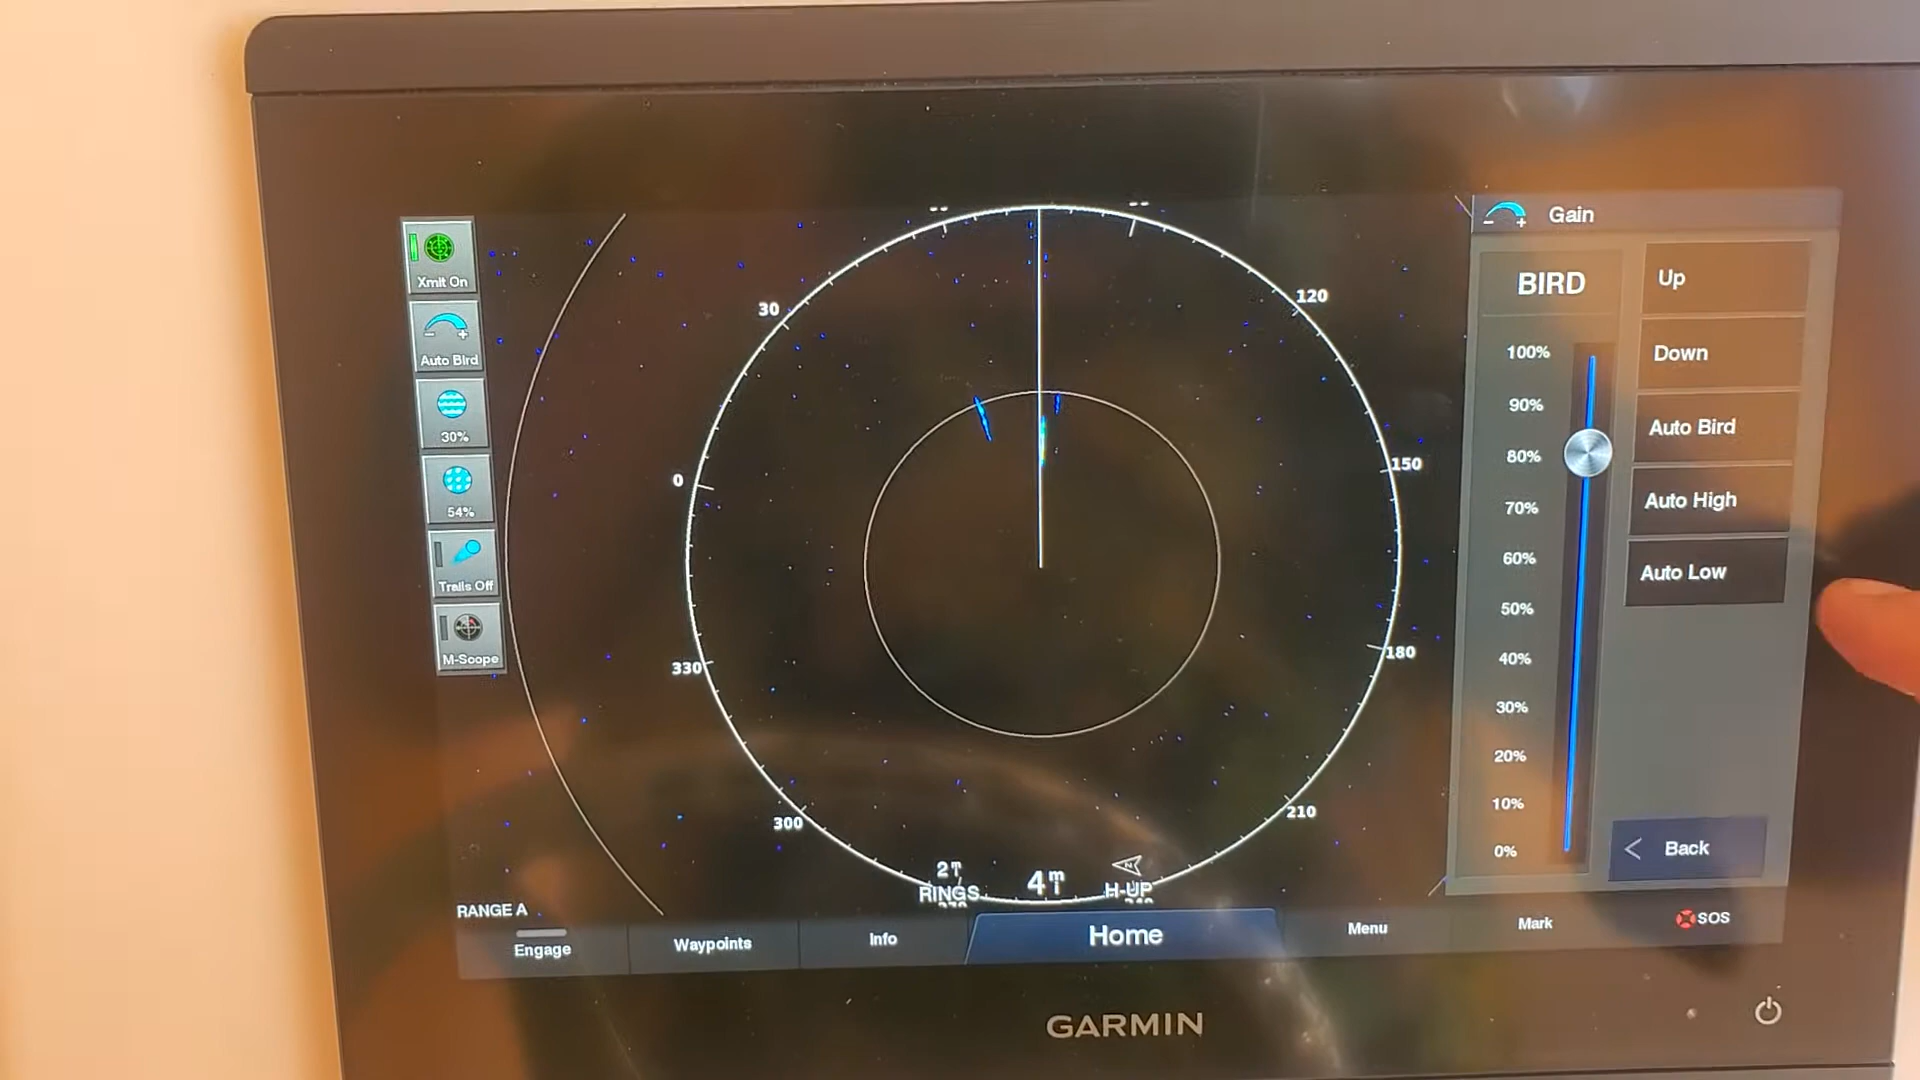 Xmit On
Auto Bird
30%
54%
Trails Off
M-Scope
30
0
330
300
120
150
180
210
2 m
RINGS
4 m
N
H-UP
RANGE A
Gain
BIRD
100%
90%
80%
70%
60%
50%
40%
30%
20%
10%
0%
Up
Down
Auto Bird
Auto High
Auto Low
Back
Engage
Waypoints
Info
Home
Menu
Mark
SOS
GARMIN